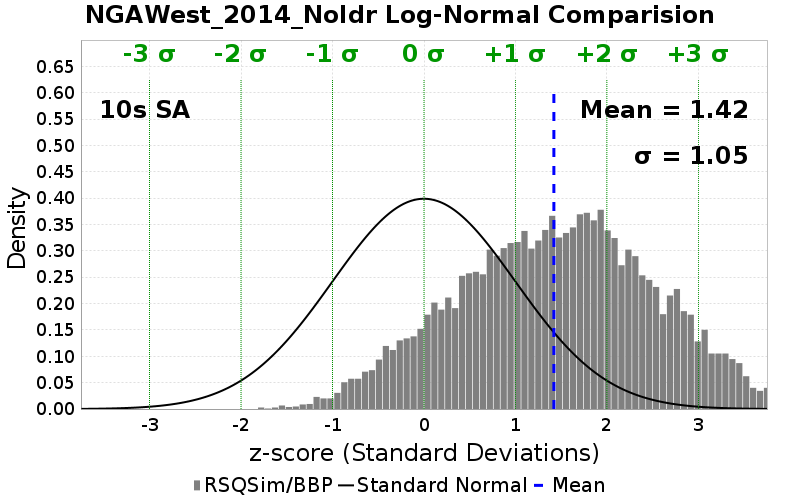 NGAWest_2014_NoIdr Log-Normal Comparision
-3 σ -2 σ -1 σ 0 σ +1 σ +2 σ +3 σ
10s SA
Mean = 1.42
σ = 1.05
Density
0.65
0.60
0.55
0.50
0.45
0.40
0.35
0.30
0.25
0.20
0.15
0.10
0.05
0.00
-3 -2 -1 0 1 2 3
z-score (Standard Deviations)
RSQSim/BBP Standard Normal Mean